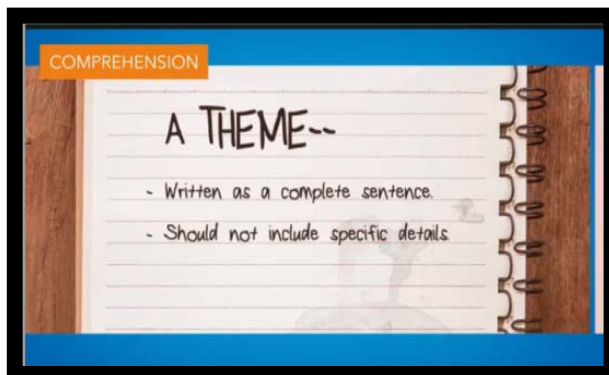 COMPREHENSION
A THEME--
- Written as a complete sentence.
- Should not include specific details.